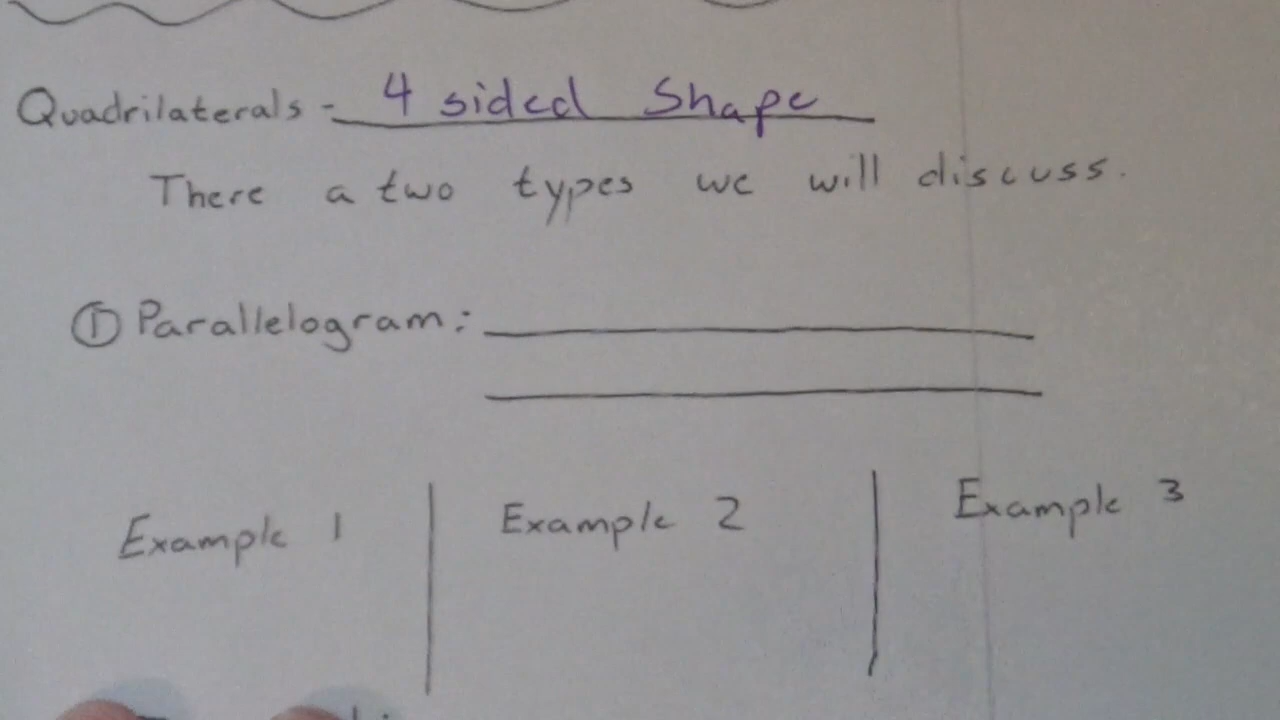 Quadrilaterals - 4 sided Shape
There a two types we will discuss.
① Parallelogram:
Example 1
Example 2
Example 3